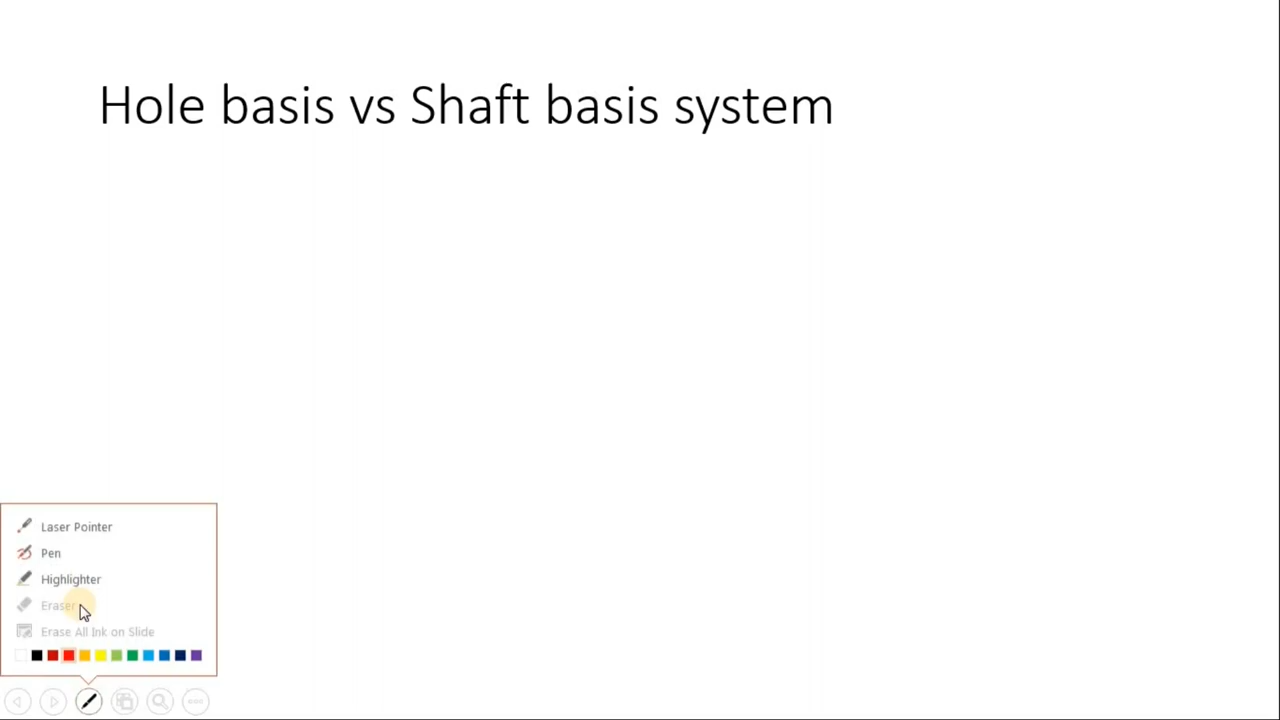 Hole basis vs Shaft basis system
Laser Pointer
Pen
Highlighter
Eraser
Erase All Ink on Slide